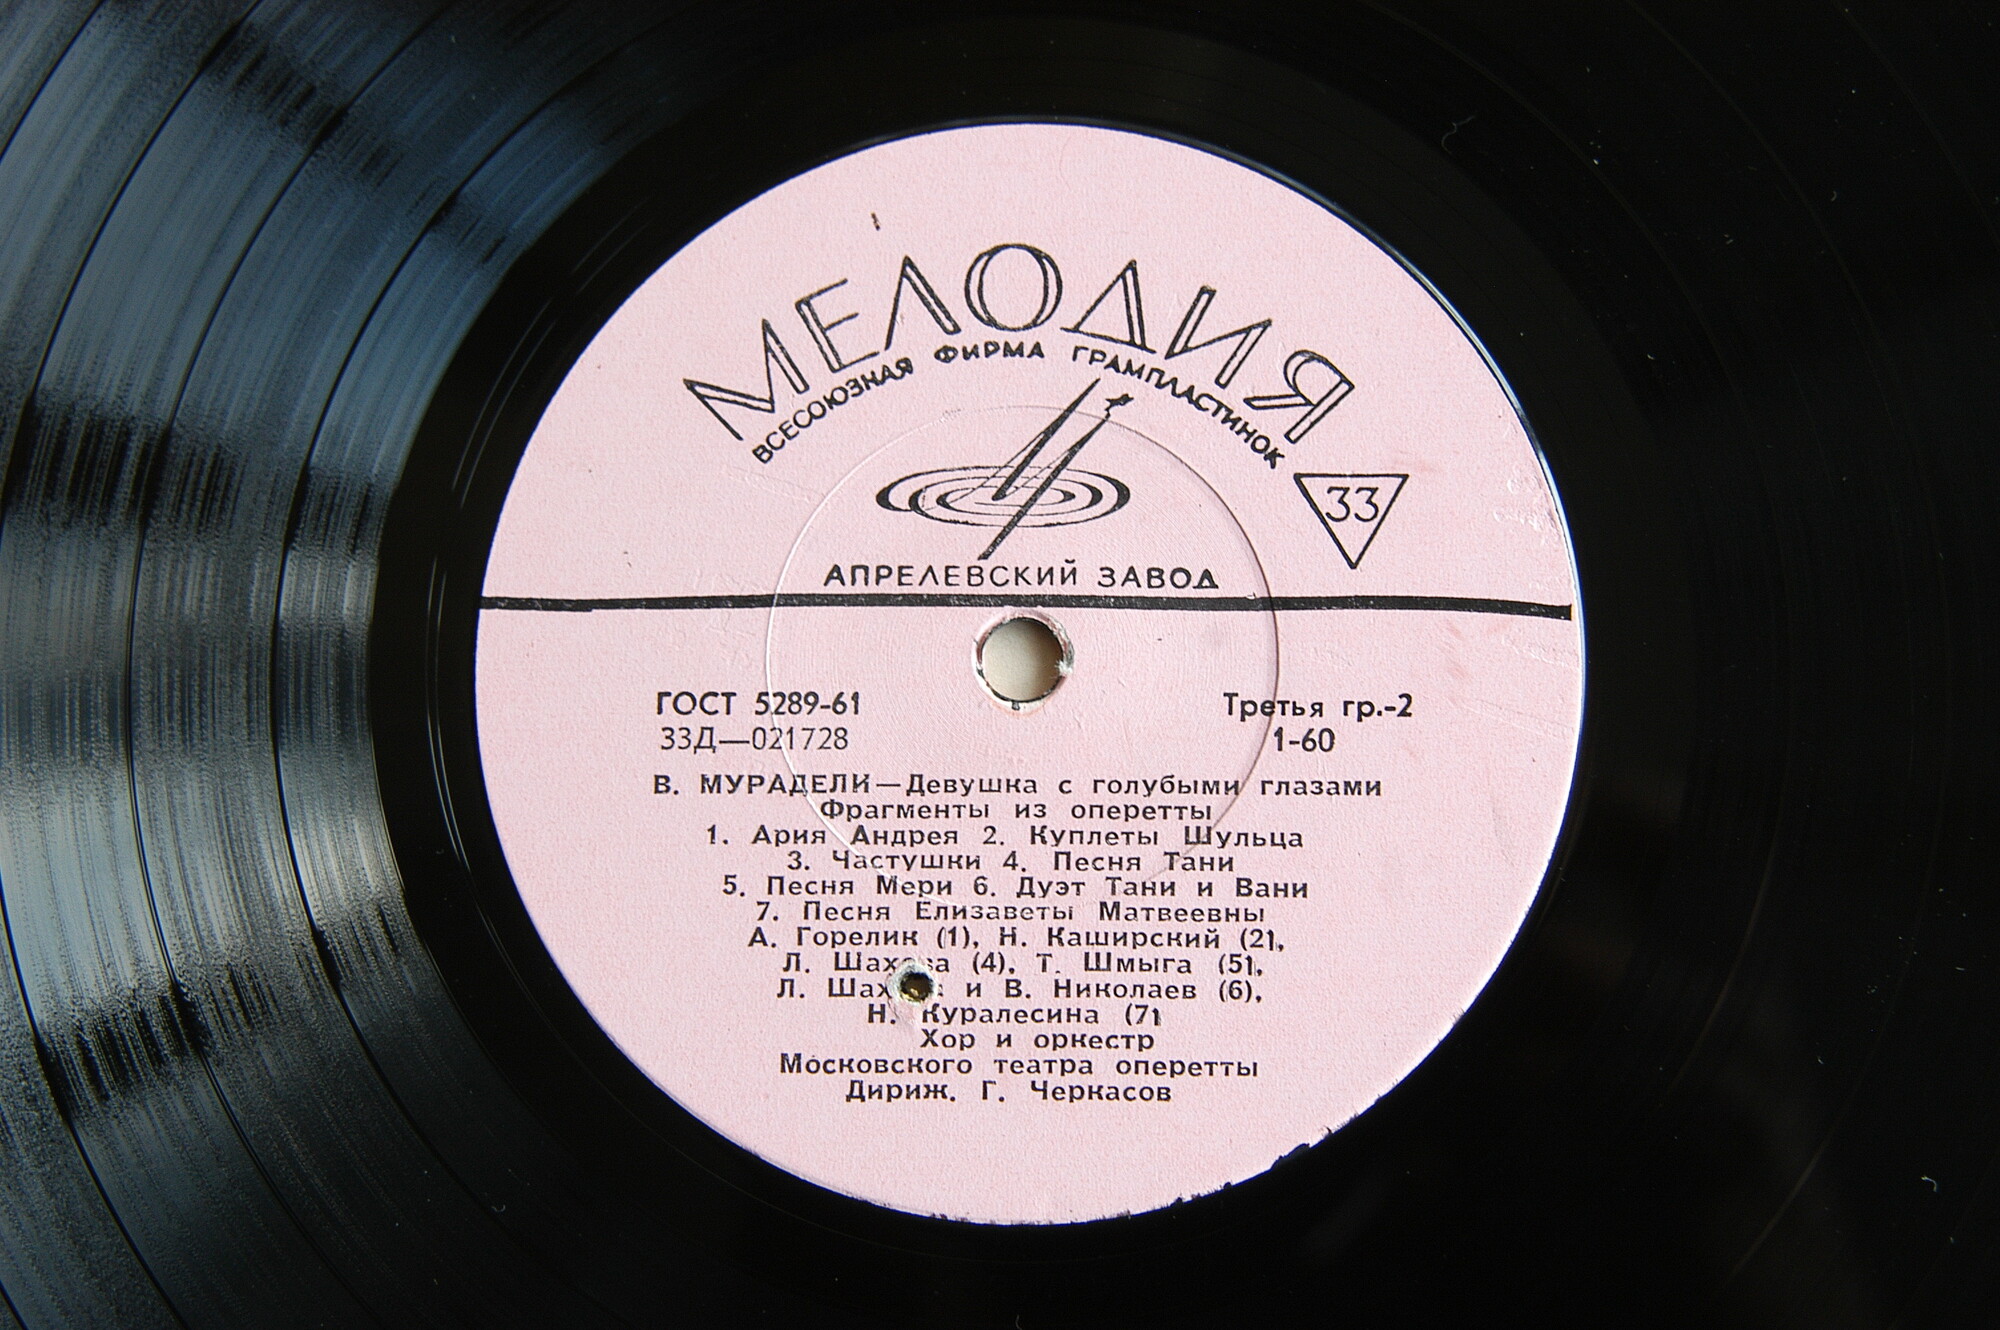 МЕЛОДИЯ
ВСЕСОЮЗНАЯ ФИРМА ГРАМПЛАСТИНОК
33
АПРЕЛЕВСКИЙ ЗАВОД
ГОСТ 5289-61
33Д—021728
Третья гр.-2
1-60
В. МУРАДЕЛИ—Девушка с голубыми глазами
Фрагменты из оперетты
1. Ария Андрея 2. Куплеты Шульца
3. Частушки 4. Песня Тани
5. Песня Мери 6. Дуэт Тани и Вани
7. Песня Елизаветы Матвеевны
А. Горелик (1), Н. Каширский (2),
Л. (4), Т. Шмыга (5),
Л. и В. Николаев (6),
Н. Куралесина (7)
Хор и оркестр
Московского театра оперетты
Дириж. Г. Черкасов